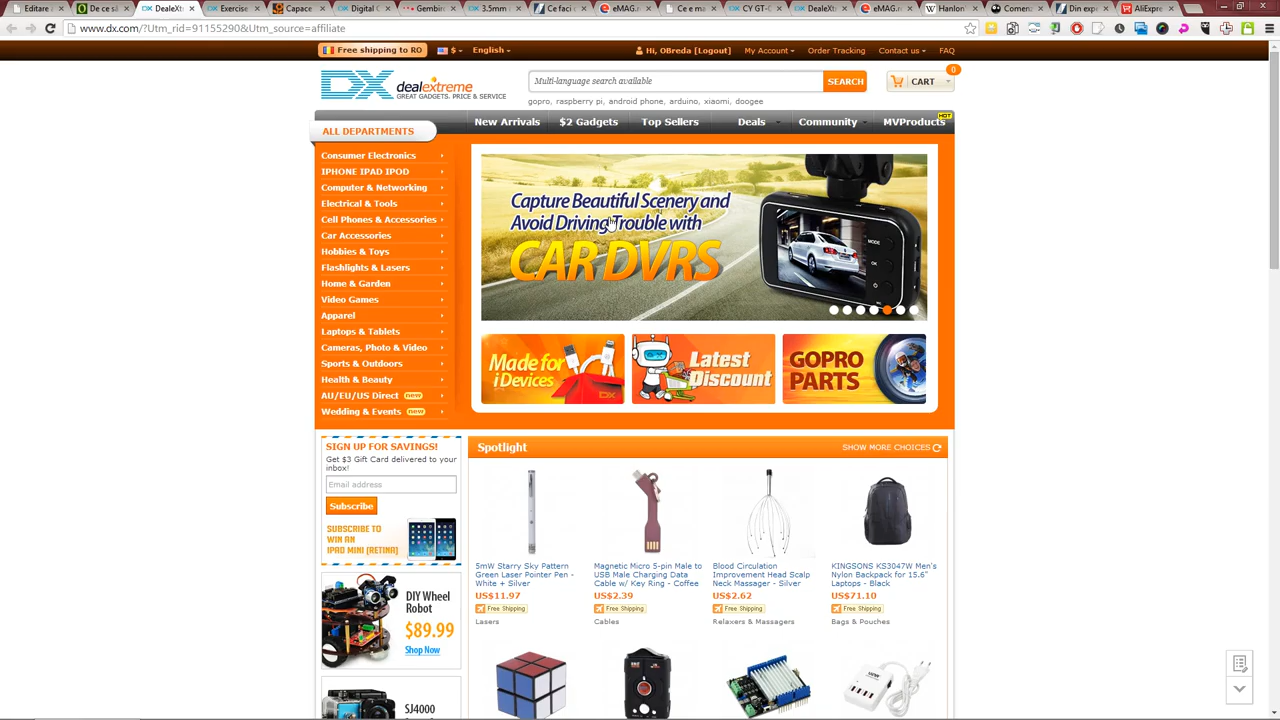 Editare a
De ce să
DealExtr
Exercise
Capace
Digital
Gembird
3.5mm
Ce faci
eMAG.r
Ce e m
CY GT-
DealExtr
eMAG.r
Hanlon'
Comen
Din exp
AliExpre
www.dx.com/?Utm_rid=91155290&Utm_source=affiliate
Free shipping to RO
$
English
Hi, OBreda [Logout]
My Account
Order Tracking
Contact us
FAQ
DX dealextreme
GREAT GADGETS. PRICE & SERVICE
Multi-language search available
SEARCH
CART
0
gopro, raspberry pi, android phone, arduino, xiaomi, doogee
ALL DEPARTMENTS
New Arrivals
$2 Gadgets
Top Sellers
Deals
Community
MVProducts
HOT
Consumer Electronics
IPHONE IPAD IPOD
Computer & Networking
Electrical & Tools
Cell Phones & Accessories
Car Accessories
Hobbies & Toys
Flashlights & Lasers
Home & Garden
Video Games
Apparel
Laptops & Tablets
Cameras, Photo & Video
Sports & Outdoors
Health & Beauty
AU/EU/US Direct new
Wedding & Events new
Capture Beautiful Scenery and
Avoid Driving Trouble with
CAR DVRS
MODE
OK
Made for
iDevices
DX
Latest
Discount
GOPRO
PARTS
SIGN UP FOR SAVINGS!
Get $3 Gift Card delivered to your
inbox!
Email address
Subscribe
SUBSCRIBE TO
WIN AN
IPAD MINI [RETINA]
DIY Wheel
Robot
$89.99
Shop Now
SJ4000
Spotlight
SHOW MORE CHOICES
5mW Starry Sky Pattern
Green Laser Pointer Pen -
White + Silver
US$11.97
Free Shipping
Lasers
Magnetic Micro 5-pin Male to
USB Male Charging Data
Cable w/ Key Ring - Coffee
US$2.39
Free Shipping
Cables
Blood Circulation
Improvement Head Scalp
Neck Massager - Silver
US$2.62
Free Shipping
Relaxers & Massagers
KINGSONS KS3047W Men's
Nylon Backpack for 15.6"
Laptops - Black
US$71.10
Free Shipping
Bags & Pouches